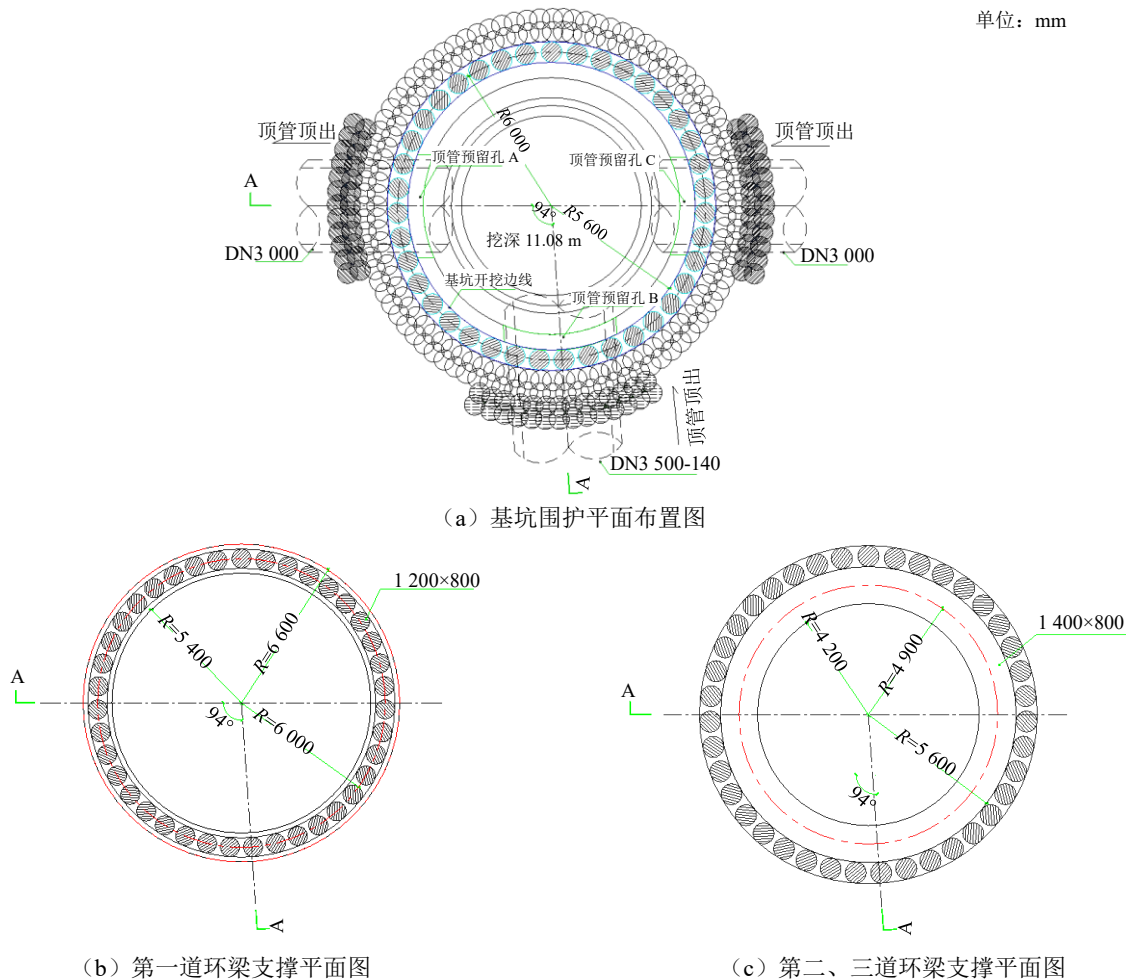 单位：mm
顶管顶出
顶管顶出
R6 000
顶管预留孔 A
顶管预留孔 C
A
94°
R5 600
挖深 11.08 m
DN3 000
DN3 000
基坑开挖边线
顶管预留孔 B
顶管顶出
DN3 500-140
A
（a）基坑围护平面布置图
1 200×800
R=5 400
R=6 600
A
94°
R=6 000
A
（b）第一道环梁支撑平面图
1 400×800
R=4 200
R=4 900
A
R=5 600
94°
A
（c）第二、三道环梁支撑平面图